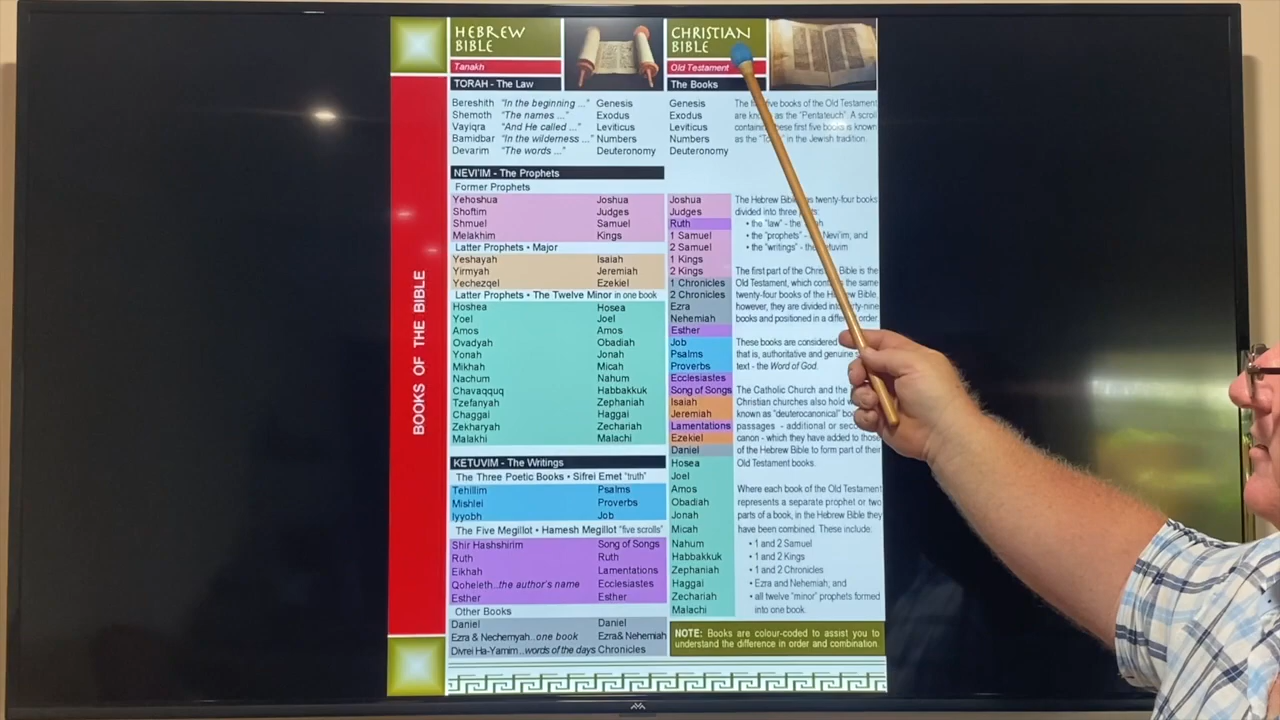 HEBREW
BIBLE
Tanakh
TORAH - The Law
Bereshith "In the beginning ..." Genesis
Shemoth "The names ..." Exodus
Vayiqra "And He called ..." Leviticus
Bamidbar "In the wilderness ..." Numbers
Devarim "The words ..." Deuteronomy
NEVI'IM - The Prophets
Former Prophets
Yehoshua Joshua
Shoftim Judges
Shmuel Samuel
Melakhim Kings
Latter Prophets • Major
Yeshayah Isaiah
Yirmyah Jeremiah
Yechezqel Ezekiel
Latter Prophets • The Twelve Minor in one book
Hoshea Hosea
Yoel Joel
Amos Amos
Ovadyah Obadiah
Yonah Jonah
Mikhah Micah
Nachum Nahum
Chavaqquq Habbakkuk
Tzefanyah Zephaniah
Chaggai Haggai
Zekharyah Zechariah
Malakhi Malachi
KETUVIM - The Writings
The Three Poetic Books • Sifrei Emet "truth"
Tehillim Psalms
Mishlei Proverbs
Iyyobh Job
The Five Megillot • Hamesh Megillot "five scrolls"
Shir Hashshirim Song of Songs
Ruth Ruth
Eikhah Lamentations
Qoheleth...the author's name Ecclesiastes
Esther Esther
Other Books
Daniel Daniel
Ezra & Nechemyah...one book Ezra& Nehemiah
Divrei Ha-Yamim...words of the days Chronicles
CHRISTIAN
BIBLE
Old Testament
The Books
Genesis
Exodus
Leviticus
Numbers
Deuteronomy
Joshua
Judges
Ruth
1 Samuel
2 Samuel
1 Kings
2 Kings
1 Chronicles
2 Chronicles
Ezra
Nehemiah
Esther
Job
Psalms
Proverbs
Ecclesiastes
Song of Songs
Isaiah
Jeremiah
Lamentations
Ezekiel
Daniel
Hosea
Joel
Amos
Obadiah
Jonah
Micah
Nahum
Habbakkuk
Zephaniah
Haggai
Zechariah
Malachi
The five books of the Old Testament
are as the "Pentateuch". A scroll
these first five books is known
as the in the Jewish tradition.
The Hebrew twenty-four books
divided into three
• the "law" - the
• the "prophets" - Nevi'im; and
• the "writings" - the
The first part of the Bible is the
Old Testament, which the same
twenty-four books of the Bible,
however, they are divided
books and positioned in a order.
These books are considered
that is, authoritative and genuine
text - the Word of God.
The Catholic Church and the
Christian churches also hold
known as "deuterocanonical"
passages - additional or
canon - which they have added to those
of the Hebrew Bible to form part of their
Old Testament books.
Where each book of the Old Testament
represents a separate prophet or two
parts of a book, in the Hebrew Bible they
have been combined. These include:
• 1 and 2 Samuel
• 1 and 2 Kings
• 1 and 2 Chronicles
• Ezra and Nehemiah; and
• all twelve "minor" prophets formed
into one book.
NOTE: Books are colour-coded to assist you to
understand the difference in order and combination.
BOOKS OF THE BIBLE